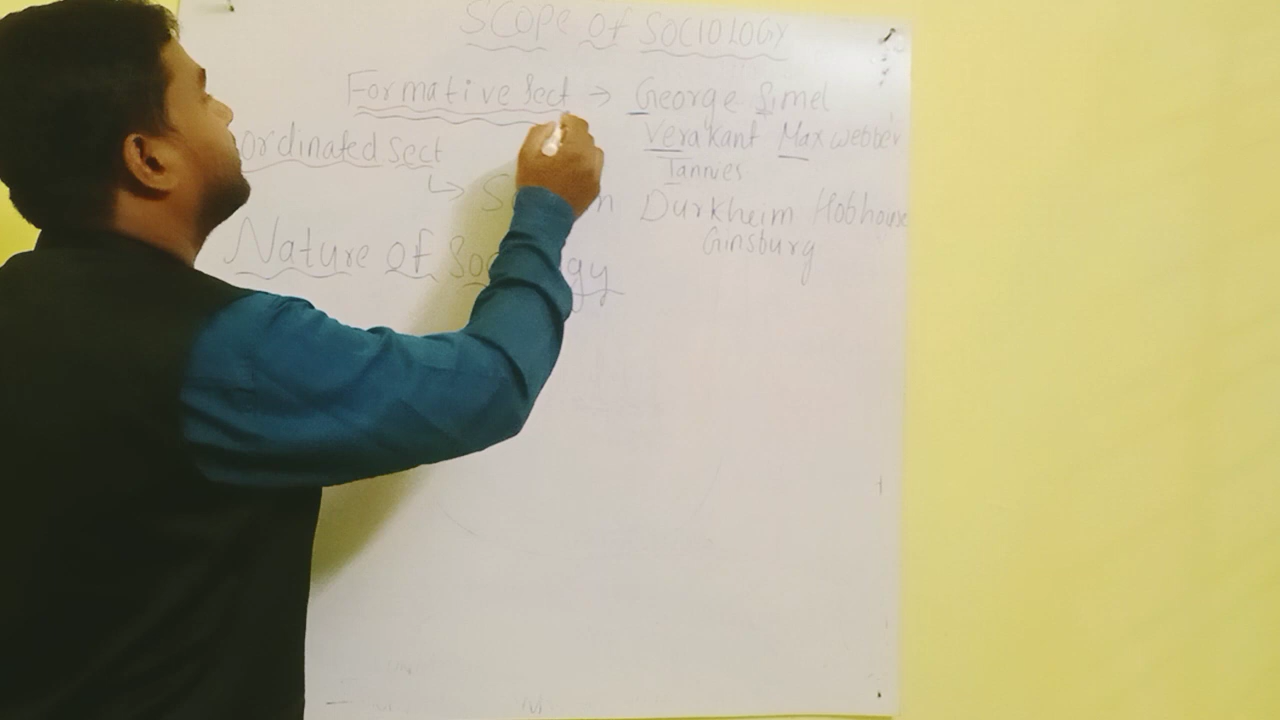 SCOPE of SOCIOLOGY
Formative Sect → George Simel
Verakant Max webber
Tannies
ordinated Sect
↳ Durkheim Hobhouse
Ginsburg
Nature of Sociology